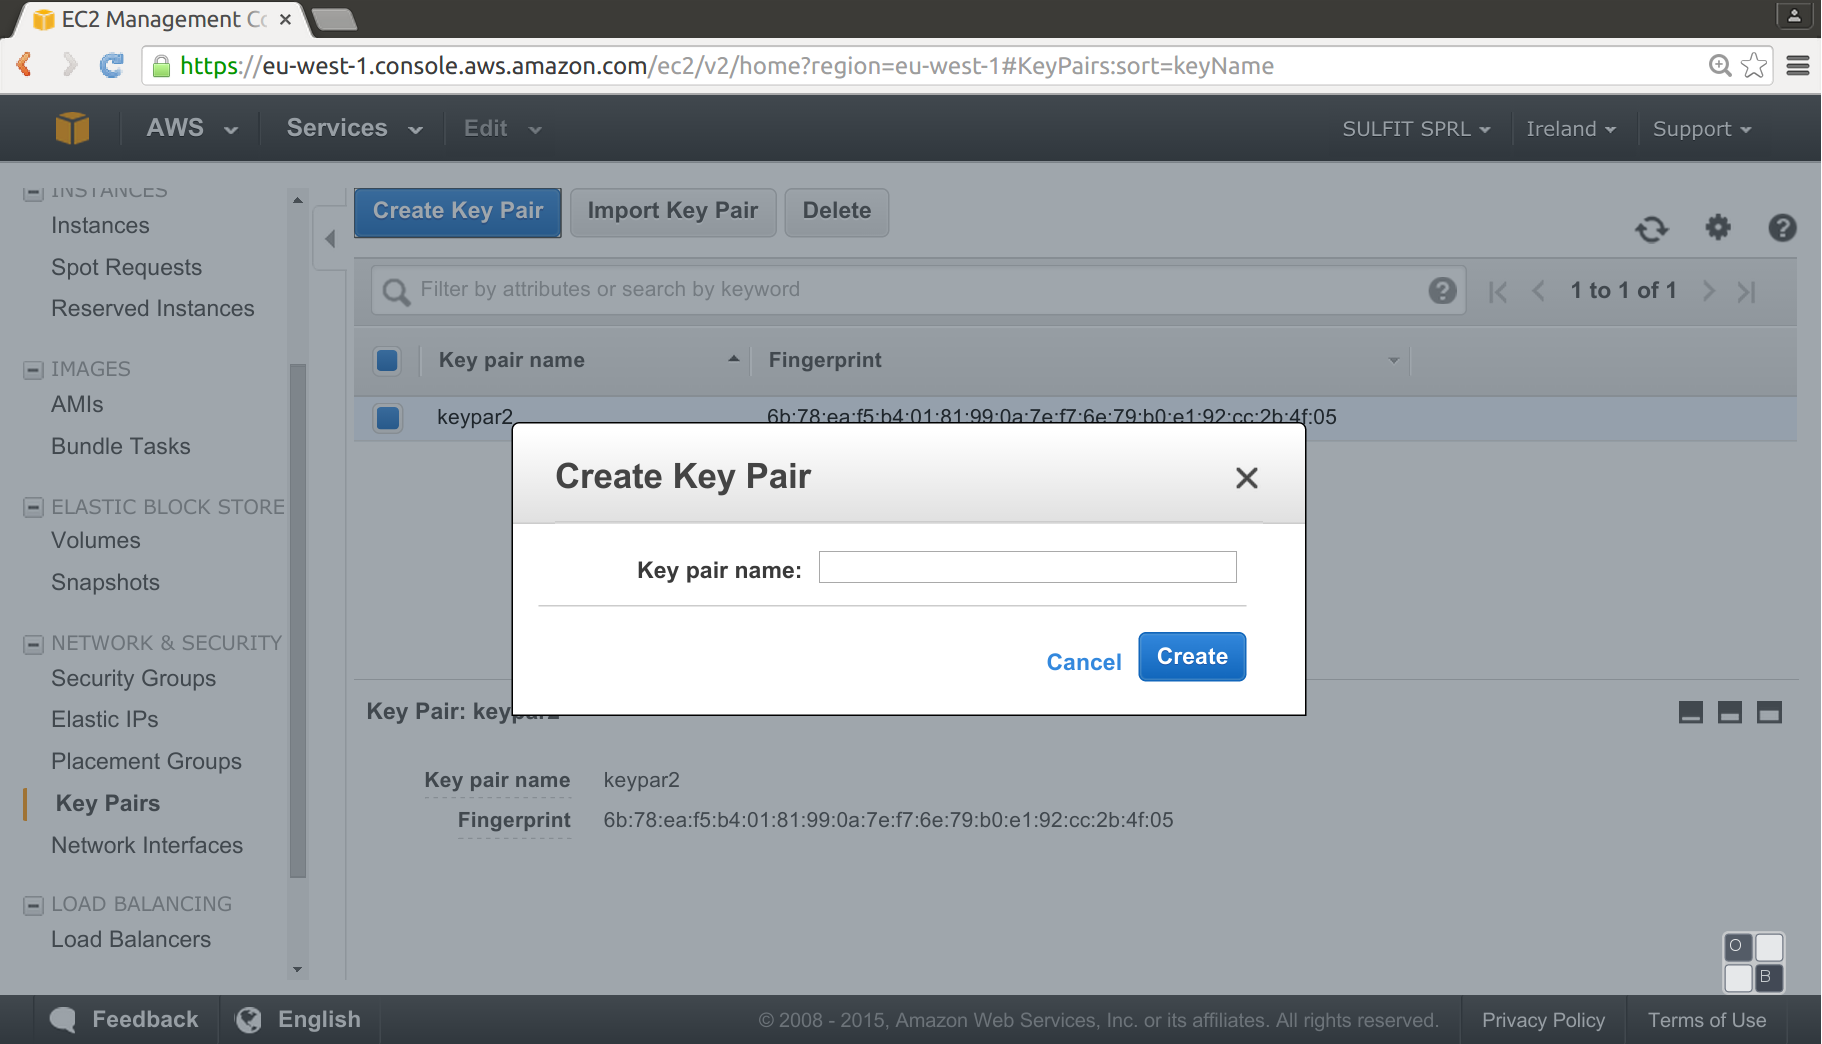 EC2 Management Co
https://eu-west-1.console.aws.amazon.com/ec2/v2/home?region=eu-west-1#KeyPairs:sort=keyName
AWS Services Edit SULFIT SPRL Ireland Support
INSTANCES
Instances
Spot Requests
Reserved Instances
IMAGES
AMIs
Bundle Tasks
ELASTIC BLOCK STORE
Volumes
Snapshots
NETWORK & SECURITY
Security Groups
Elastic IPs
Placement Groups
Key Pairs
Network Interfaces
LOAD BALANCING
Load Balancers
Create Key Pair Import Key Pair Delete
Filter by attributes or search by keyword
1 to 1 of 1
Key pair name Fingerprint
keypar2 6b:78:ea:f5:b4:01:81:99:0a:7e:f7:6e:79:b0:e1:92:cc:2b:4f:05
Create Key Pair
Key pair name:
Cancel Create
Key Pair: keypar2
Key pair name keypar2
Fingerprint 6b:78:ea:f5:b4:01:81:99:0a:7e:f7:6e:79:b0:e1:92:cc:2b:4f:05
O
B
Feedback English © 2008 - 2015, Amazon Web Services, Inc. or its affiliates. All rights reserved. Privacy Policy Terms of Use